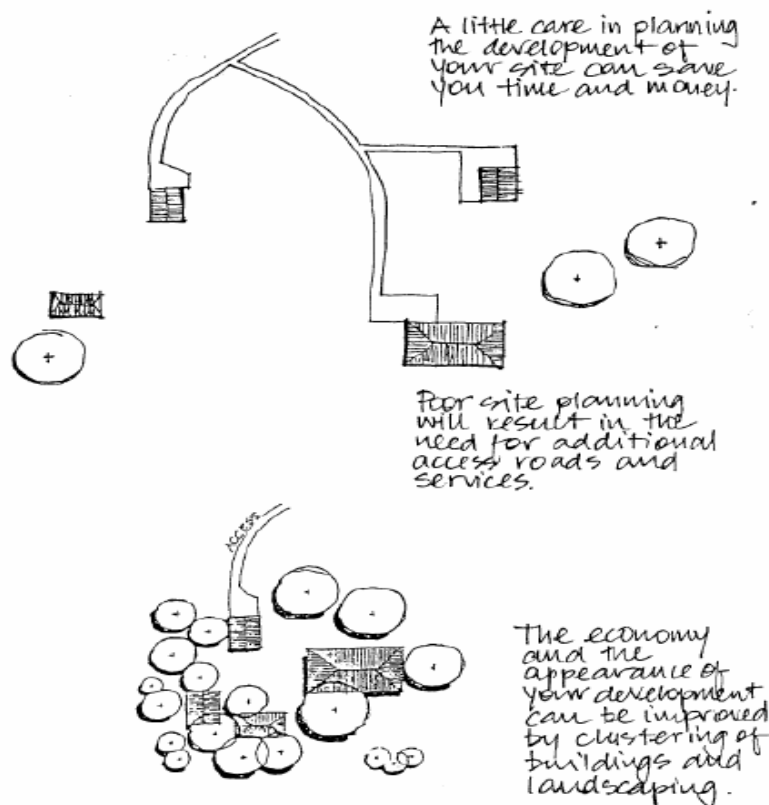 A little care in planning
the development of
your site can save
you time and money.
Poor site planning
will result in the
need for additional
access roads and
services.
ACCESS
The economy
and the
appearance of
your development
can be improved
by clustering of
buildings and
landscaping.